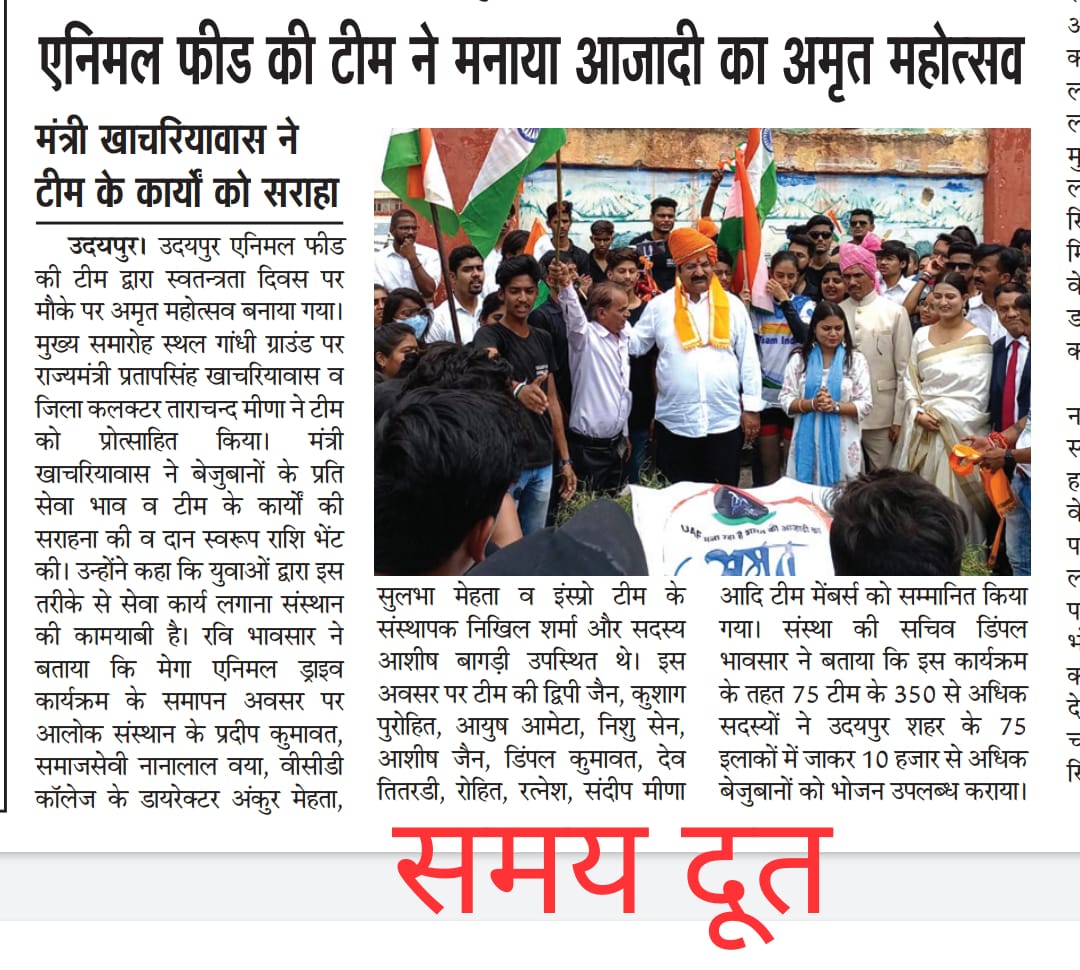 एनिमल फीड की टीम ने मनाया आजादी का अमृत महोत्सव
मंत्री खाचरियावास ने
टीम के कार्यों को सराहा
उदयपुर। उदयपुर एनिमल फीड
की टीम द्वारा स्वतन्त्रता दिवस पर
मौके पर अमृत महोत्सव बनाया गया।
मुख्य समारोह स्थल गांधी ग्राउंड पर
राज्यमंत्री प्रतापसिंह खाचरियावास व
जिला कलक्टर ताराचन्द मीणा ने टीम
को प्रोत्साहित किया। मंत्री
खाचरियावास ने बेजुबानों के प्रति
सेवा भाव व टीम के कार्यों की
सराहना की व दान स्वरूप राशि भेंट
की। उन्होंने कहा कि युवाओं द्वारा इस
तरीके से सेवा कार्य लगाना संस्थान
की कामयाबी है। रवि भावसार ने
बताया कि मेगा एनिमल ड्राइव
कार्यक्रम के समापन अवसर पर
आलोक संस्थान के प्रदीप कुमावत,
समाजसेवी नानालाल वया, वीसीडी
कॉलेज के डायरेक्टर अंकुर मेहता,
सुलभा मेहता व इंस्प्रो टीम के
संस्थापक निखिल शर्मा और सदस्य
आशीष बागड़ी उपस्थित थे। इस
अवसर पर टीम की द्विपी जैन, कुशाग
पुरोहित, आयुष आमेटा, निशु सेन,
आशीष जैन, डिंपल कुमावत, देव
तितरडी, रोहित, रत्नेश, संदीप मीणा
आदि टीम मेंबर्स को सम्मानित किया
गया। संस्था की सचिव डिंपल
भावसार ने बताया कि इस कार्यक्रम
के तहत 75 टीम के 350 से अधिक
सदस्यों ने उदयपुर शहर के 75
इलाकों में जाकर 10 हजार से अधिक
बेजुबानों को भोजन उपलब्ध कराया।
अमृत
समय दूत